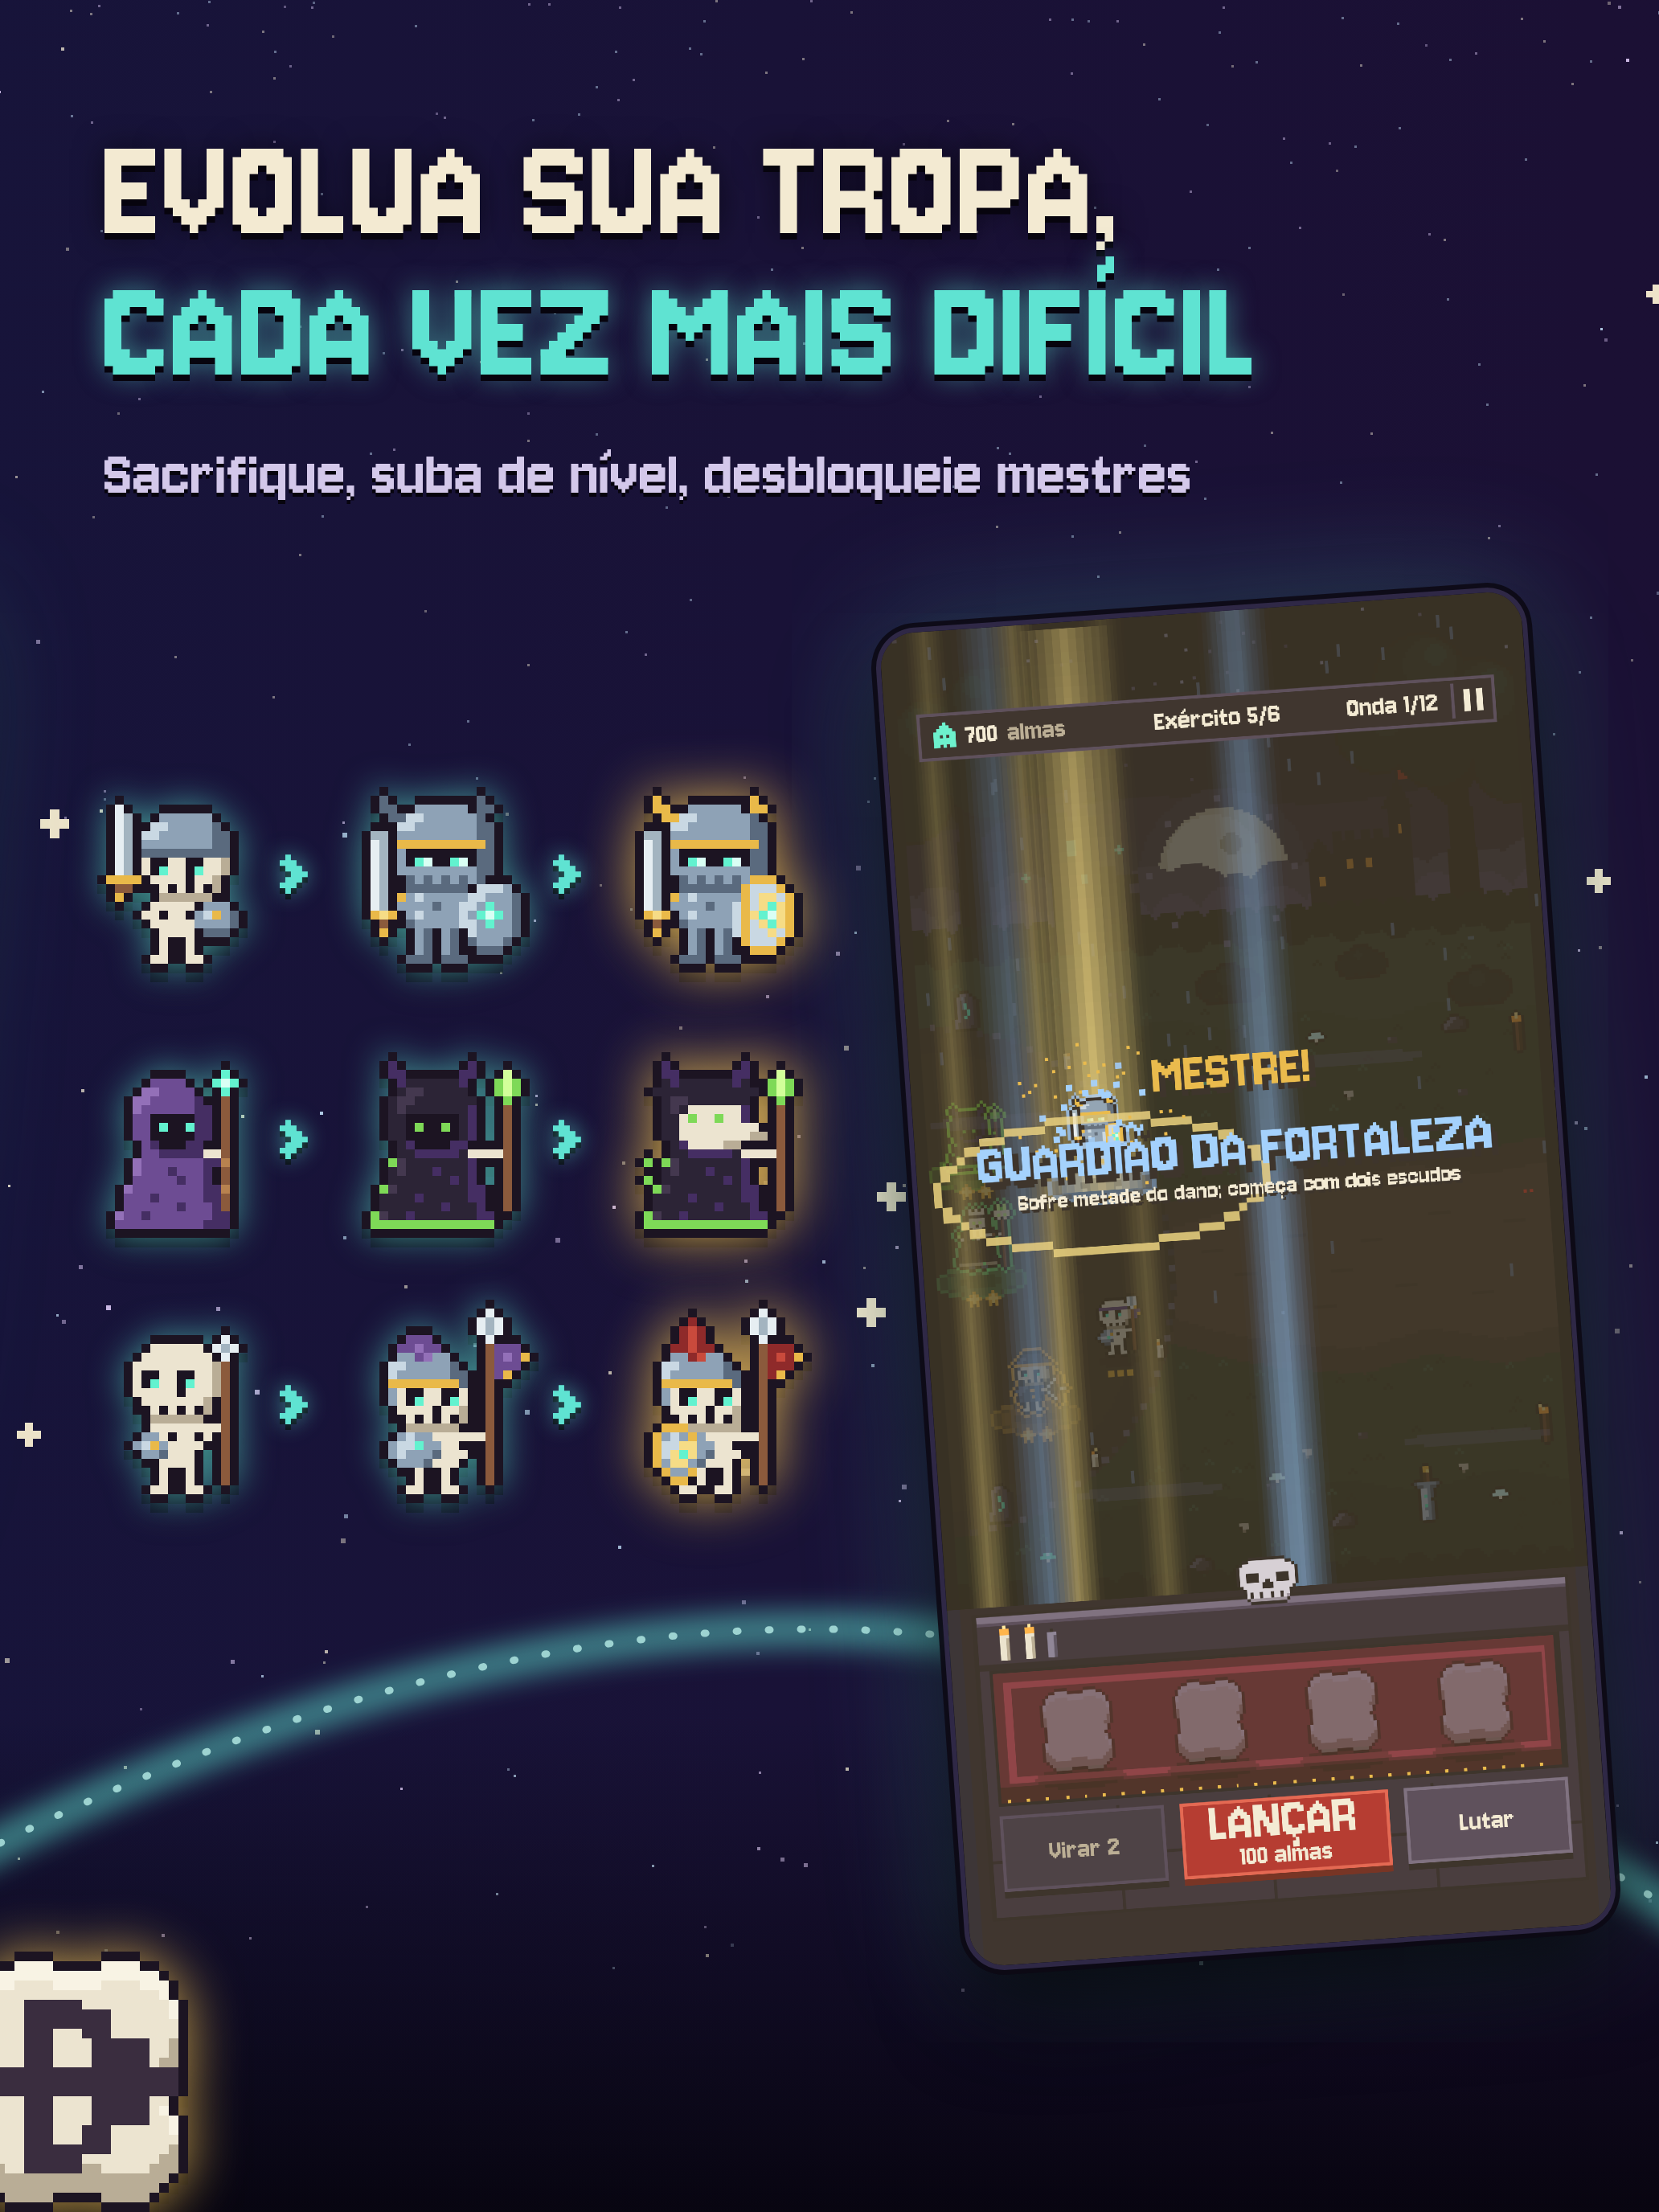 EVOLUA SUA TROPA,
CADA VEZ MAIS DIFÍCIL
Sacrifique, suba de nível, desbloqueie mestres
700 almas
Exército 5/6
Onda 1/12
MESTRE!
GUARDIÃO DA FORTALEZA
Sofre metade do dano; começa com dois escudos
Virar 2
LANÇAR
100 almas
Lutar